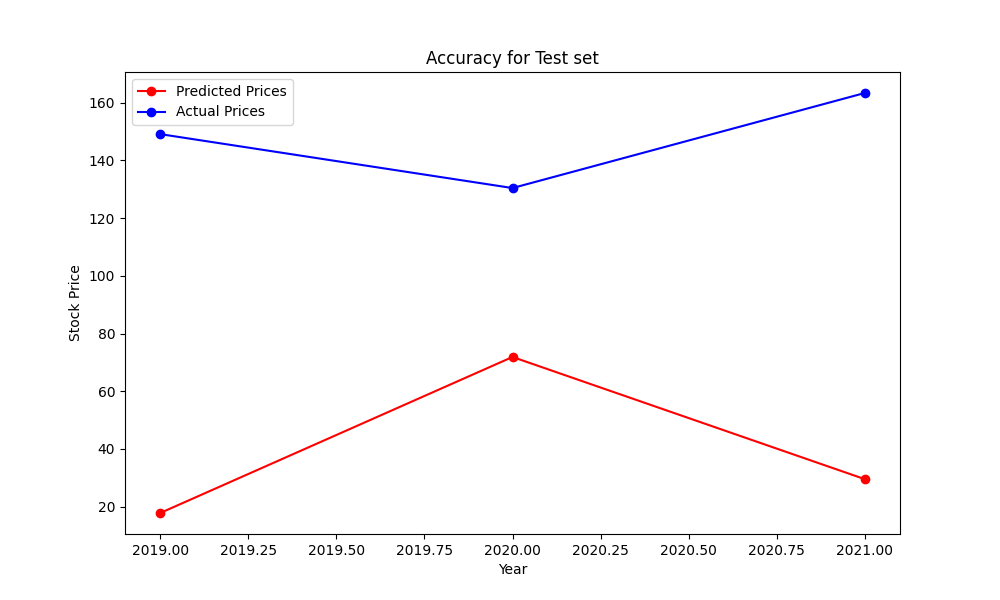 Accuracy for Test set
Predicted Prices
Actual Prices
160
140
120
100
80
60
40
20
Stock Price
2019.00 2019.25 2019.50 2019.75 2020.00 2020.25 2020.50 2020.75 2021.00
Year